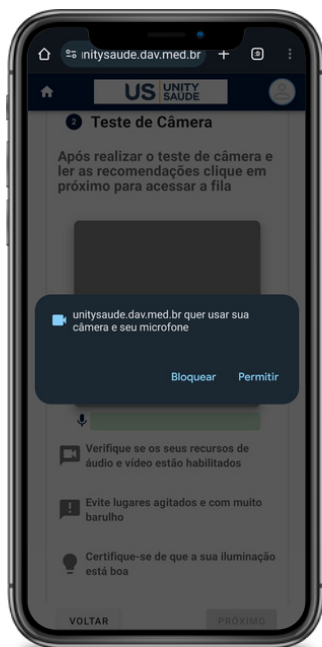 initysaude.dav.med.br
US UNITY
SAÚDE
2 Teste de Câmera
Após realizar o teste de câmera e
ler as recomendações clique em
próximo para acessar a fila
unitysaude.dav.med.br quer usar sua
câmera e seu microfone
Bloquear Permitir
Verifique se os seus recursos de
áudio e vídeo estão habilitados
Evite lugares agitados e com muito
barulho
Certifique-se de que a sua iluminação
está boa
VOLTAR PRÓXIMO